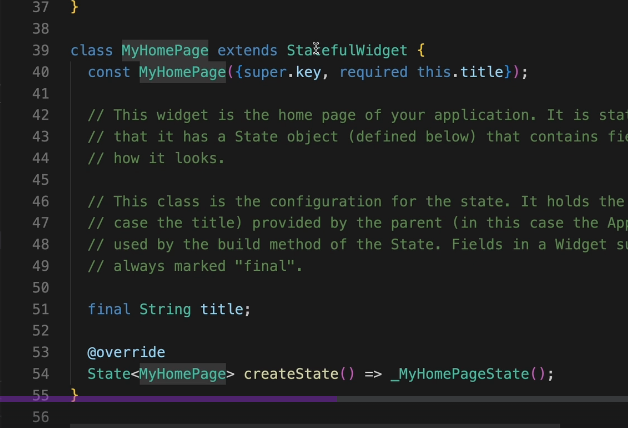 37 }
38
39 class MyHomePage extends StatefulWidget {
40 const MyHomePage({super.key, required this.title});
41
42 // This widget is the home page of your application. It is
43 // that it has a State object (defined below) that contains
44 // how it looks.
45
46 // This class is the configuration for the state. It holds the
47 // case the title) provided by the parent (in this case the App
48 // used by the build method of the State. Fields in a Widget
49 // always marked "final".
50
51 final String title;
52
53 @override
54 State<MyHomePage> createState() => _MyHomePageState();
55 }
56